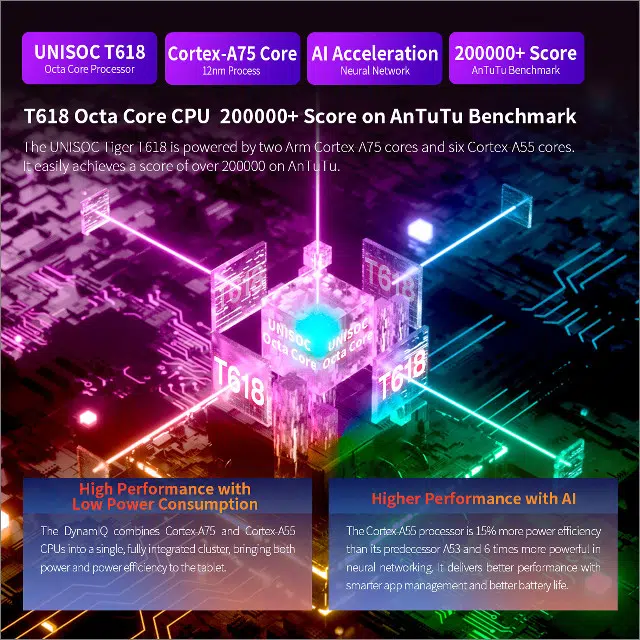 UNISOC T618
Octa Core Processor
Cortex-A75 Core
12nm Process
AI Acceleration
Neural Network
200000+ Score
AnTuTu Benchmark
T618 Octa Core CPU 200000+ Score on AnTuTu Benchmark
The UNISOC Tiger T618 is powered by two Arm Cortex-A75 cores and six Cortex-A55 cores.
It easily achieves a score of over 200000 on AnTuTu.
T618
T618
UNISOC
Octa Core
UNISOC
Octa Core
T618
T618
High Performance with
Low Power Consumption
The DynamIQ combines Cortex-A75 and Cortex-A55
CPUs into a single, fully integrated cluster, bringing both
power and power efficiency to the tablet.
Higher Performance with AI
The Cortex-A55 processor is 15% more power efficiency
than its predecessor A53 and 6 times more powerful in
neural networking. It delivers better performance with
smarter app management and better battery life.